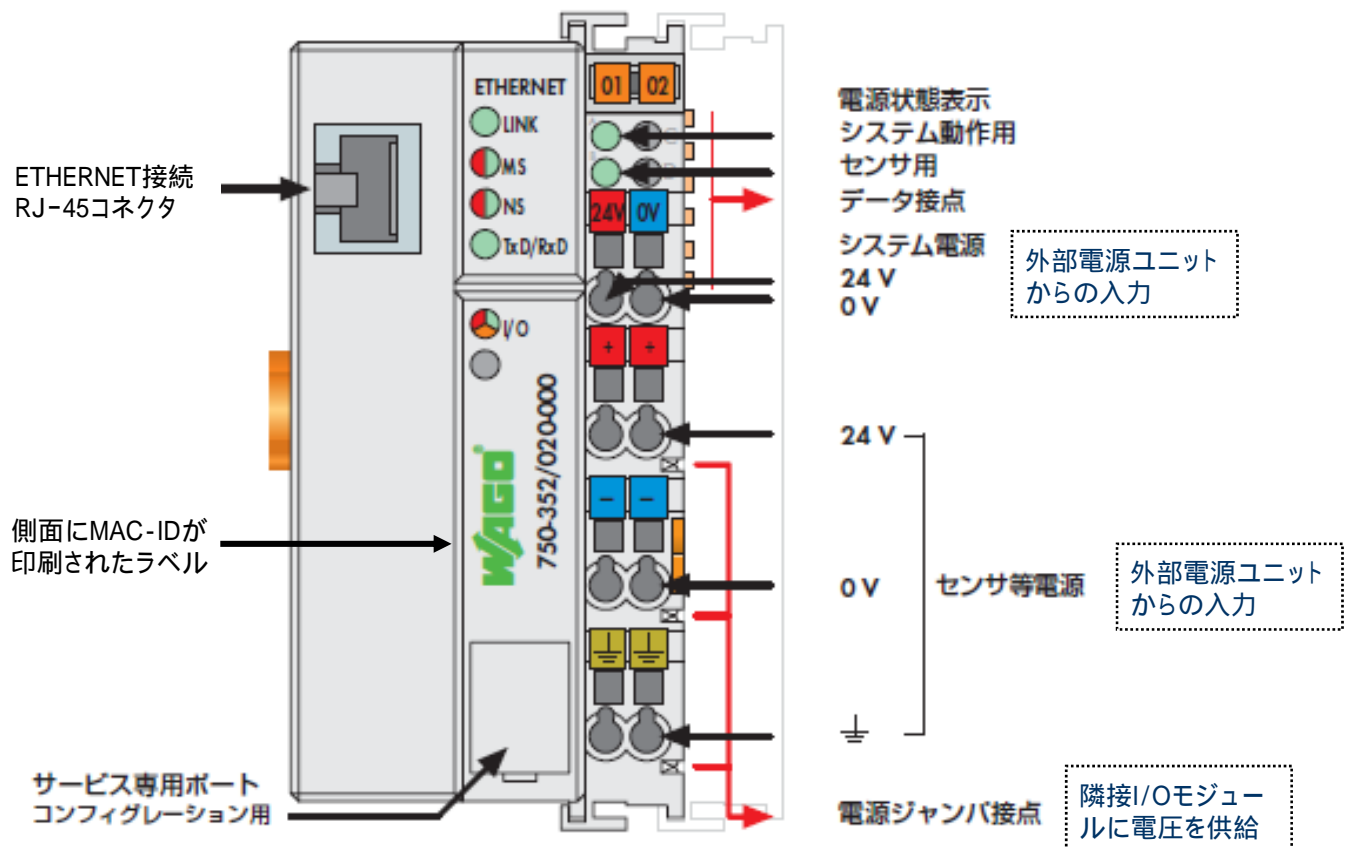 ETHERNET接続
RJ-45コネクタ
側面にMAC-IDが
印刷されたラベル
サービス専用ポート
コンフィグレーション用
ETHERNET
LINK
MS
NS
TxD/RxD
I/O
WAGO
750-352/020-000
01 02
A C
24V 0V
+ +
− −
電源状態表示
システム動作用
センサ用
データ接点
システム電源
24 V
0 V
外部電源ユニット
からの入力
24 V
0 V
センサ等電源
外部電源ユニット
からの入力
電源ジャンパ接点
隣接I/Oモジュー
ルに電圧を供給